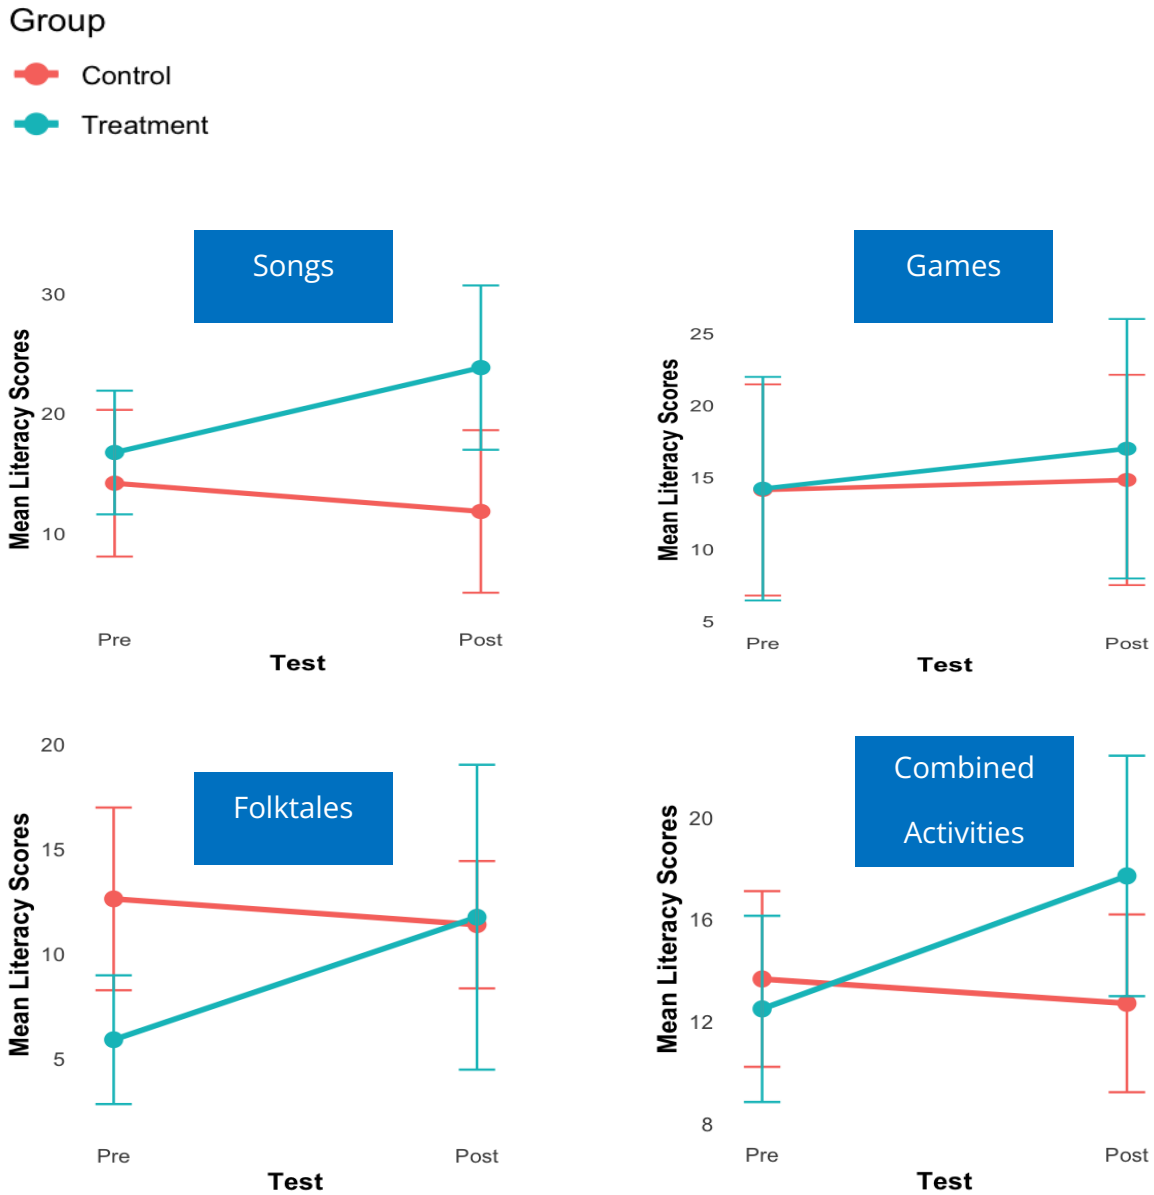 Group
Control
Treatment
Songs
30
20
10
Mean Literacy Scores
Pre
Post
Test
Games
25
20
15
10
5
Mean Literacy Scores
Pre
Post
Test
Folktales
20
15
10
5
Mean Literacy Scores
Pre
Post
Test
Combined
Activities
20
16
12
8
Mean Literacy Scores
Pre
Post
Test